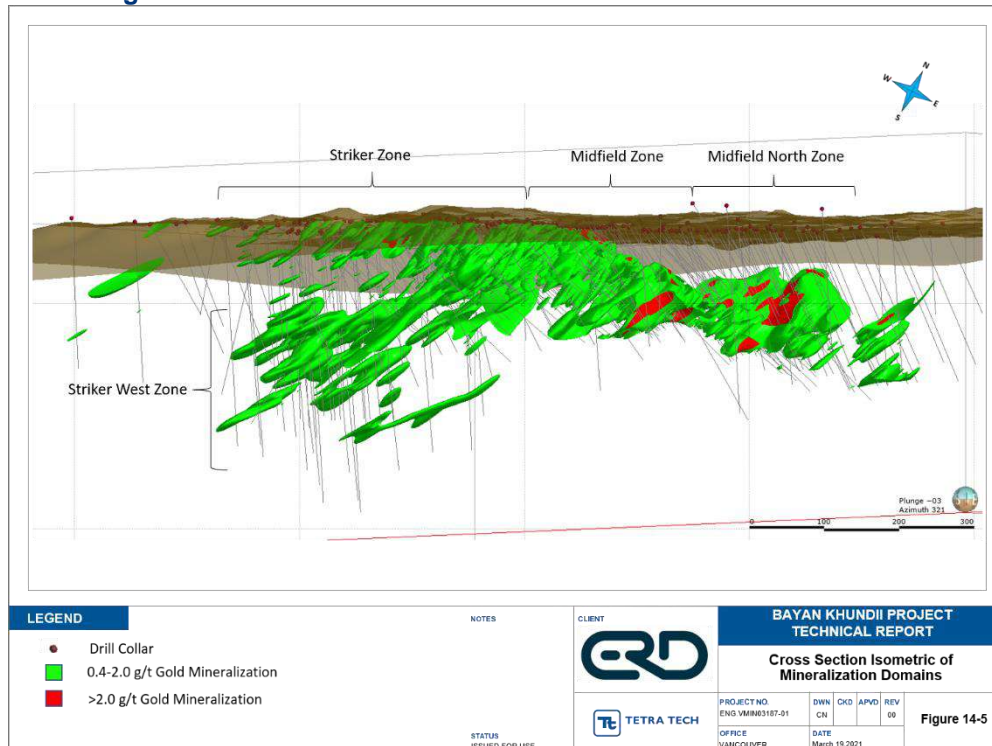 N
W
E
S
Striker Zone
Midfield Zone
Midfield North Zone
Striker West Zone
Plunge -03
Azimuth 321
0 100 200 300
LEGEND
Drill Collar
0.4-2.0 g/t Gold Mineralization
>2.0 g/t Gold Mineralization
NOTES
STATUS
ISSUED FOR USE
CLIENT
ERD
Tt TETRA TECH
BAYAN KHUNDII PROJECT
TECHNICAL REPORT
Cross Section Isometric of
Mineralization Domains
PROJECT NO.
ENG.VMIN03187-01
DWN CKD APVD REV
CN 00
OFFICE
VANCOUVER
DATE
March 19,2021
Figure 14-5